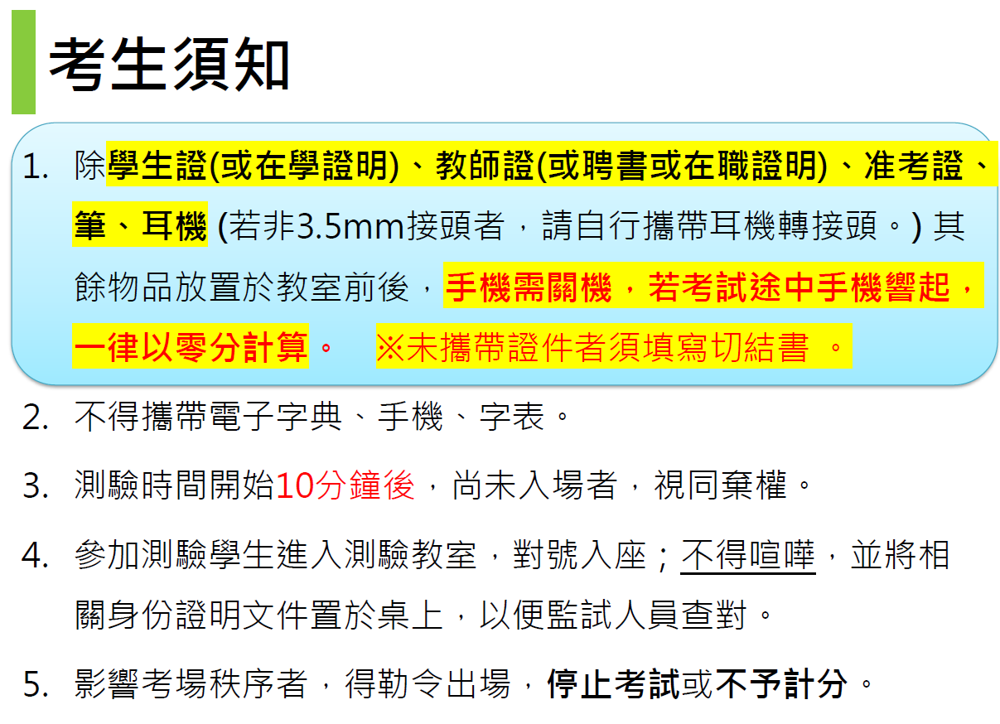 考生須知
1. 除學生證(或在學證明)、教師證(或聘書或在職證明)、准考證、
筆、耳機 (若非3.5mm接頭者，請自行攜帶耳機轉接頭。) 其
餘物品放置於教室前後，手機需關機，若考試途中手機響起，
一律以零分計算。 ※未攜帶證件者須填寫切結書 。
2. 不得攜帶電子字典、手機、字表。
3. 測驗時間開始10分鐘後，尚未入場者，視同棄權。
4. 參加測驗學生進入測驗教室，對號入座；不得喧嘩，並將相
關身份證明文件置於桌上，以便監試人員查對。
5. 影響考場秩序者，得勒令出場，停止考試或不予計分。